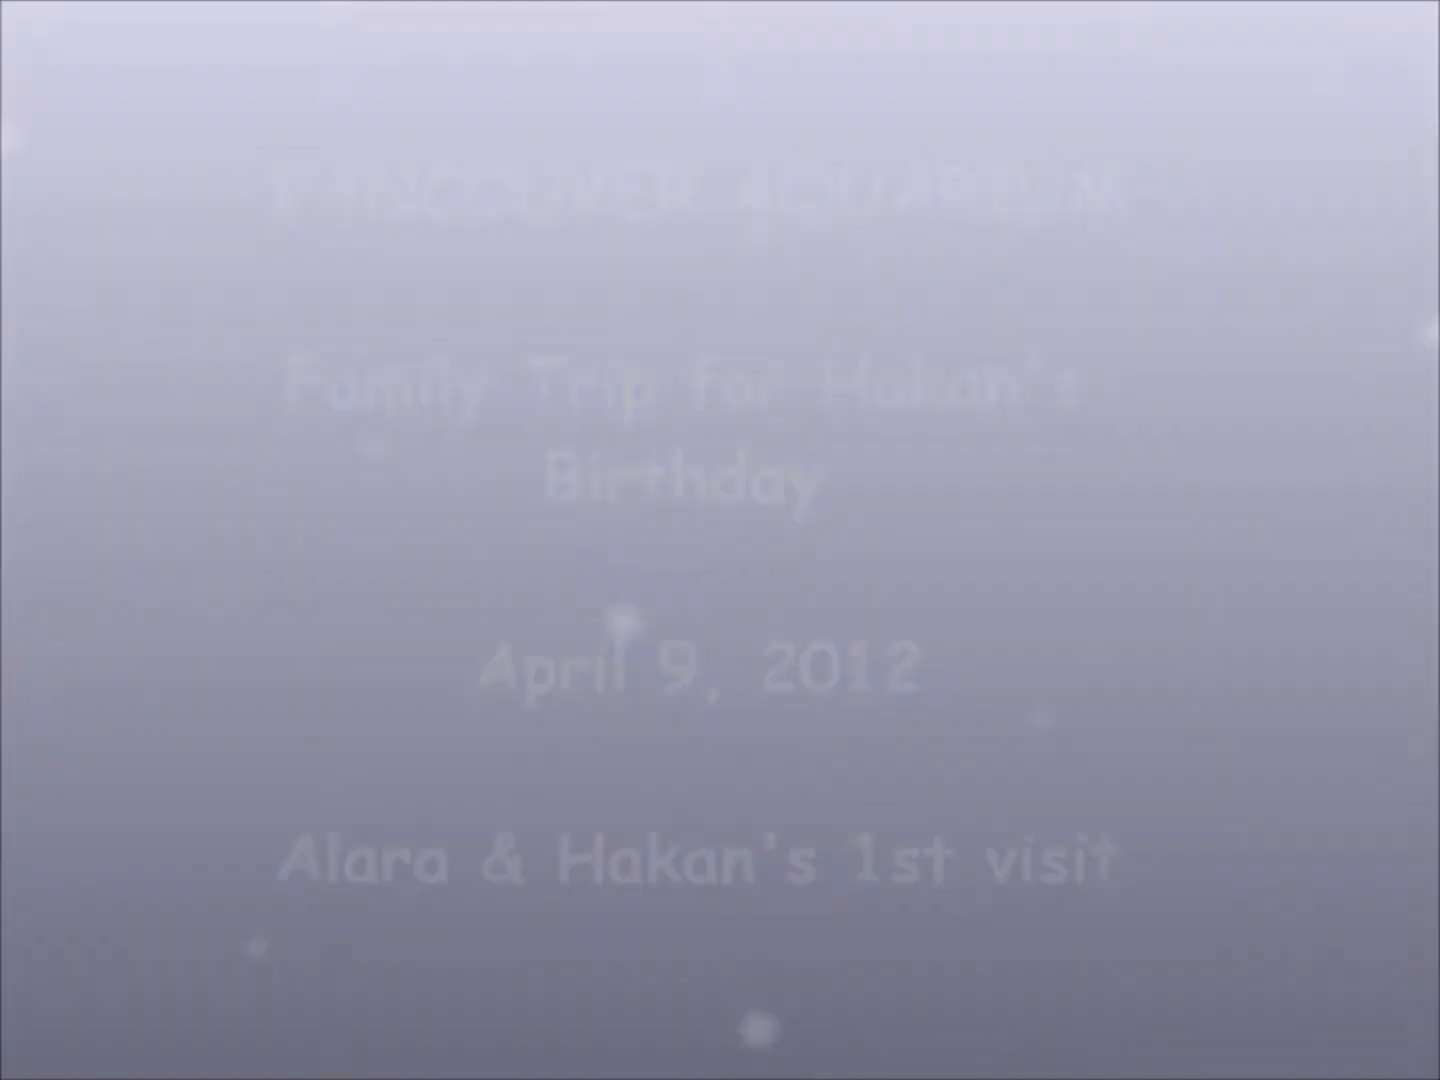 VANCOUVER AQUARIUM
Family Trip for Hakan's
Birthday
April 9, 2012
Alara & Hakan's 1st visit